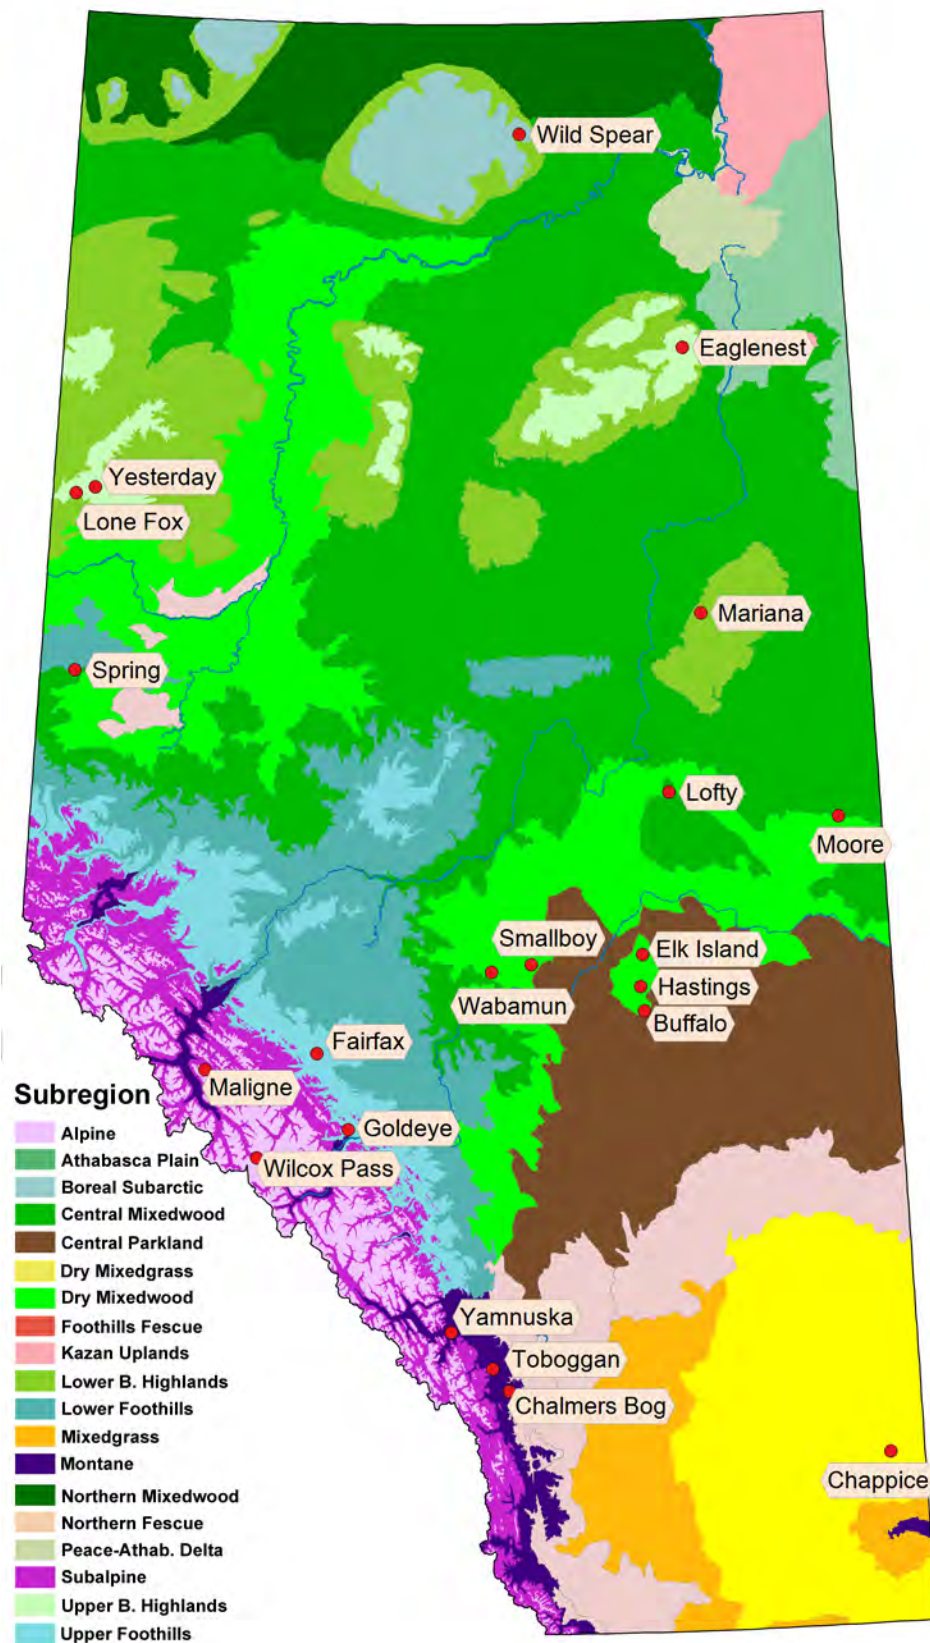 Wild Spear
Eaglenest
Yesterday
Lone Fox
Mariana
Spring
Lofty
Moore
Smallboy
Elk Island
Wabamun
Hastings
Buffalo
Fairfax
Maligne
Goldeye
Wilcox Pass
Yamnuska
Toboggan
Chalmers Bog
Chappice
Subregion
Alpine
Athabasca Plain
Boreal Subarctic
Central Mixedwood
Central Parkland
Dry Mixedgrass
Dry Mixedwood
Foothills Fescue
Kazan Uplands
Lower B. Highlands
Lower Foothills
Mixedgrass
Montane
Northern Mixedwood
Northern Fescue
Peace-Athab. Delta
Subalpine
Upper B. Highlands
Upper Foothills